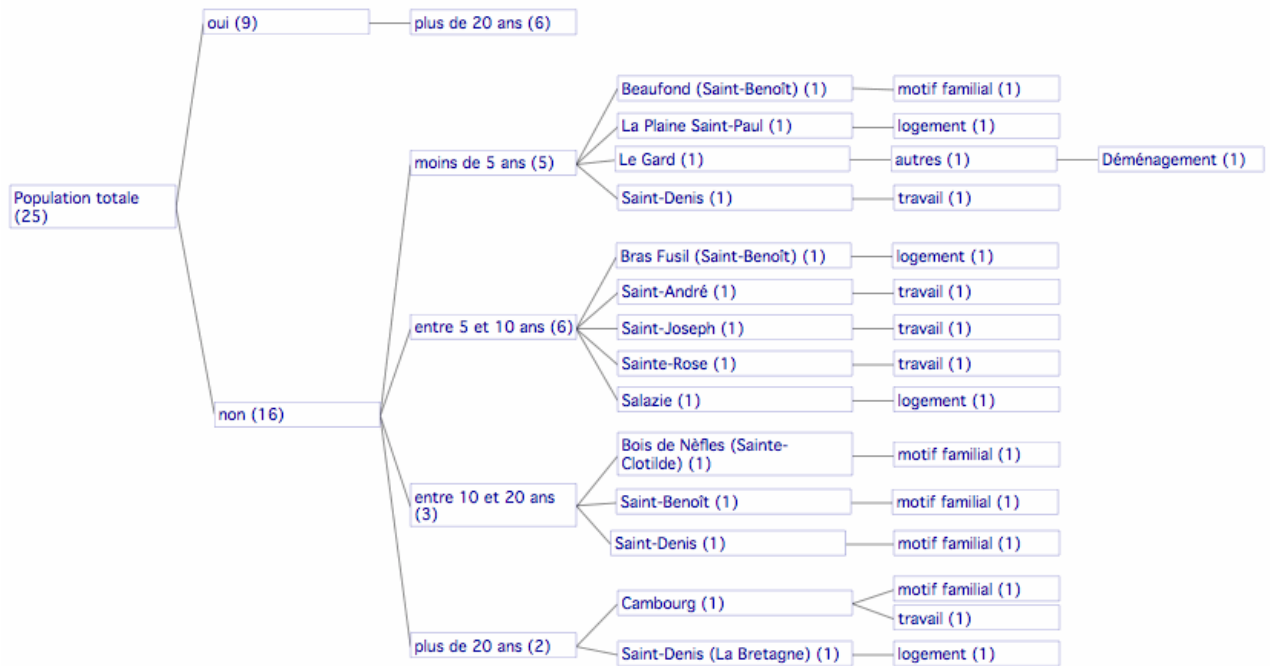 oui (9)
plus de 20 ans (6)
Beaufond (Saint-Benoît) (1)
motif familial (1)
La Plaine Saint-Paul (1)
logement (1)
moins de 5 ans (5)
Le Gard (1)
autres (1)
Déménagement (1)
Saint-Denis (1)
travail (1)
Population totale
(25)
Bras Fusil (Saint-Benoît) (1)
logement (1)
Saint-André (1)
travail (1)
entre 5 et 10 ans (6)
Saint-Joseph (1)
travail (1)
Sainte-Rose (1)
travail (1)
Salazie (1)
logement (1)
non (16)
Bois de Nèfles (Sainte-
Clotilde) (1)
motif familial (1)
entre 10 et 20 ans
(3)
Saint-Benoît (1)
motif familial (1)
Saint-Denis (1)
motif familial (1)
Cambourg (1)
motif familial (1)
travail (1)
plus de 20 ans (2)
Saint-Denis (La Bretagne) (1)
logement (1)